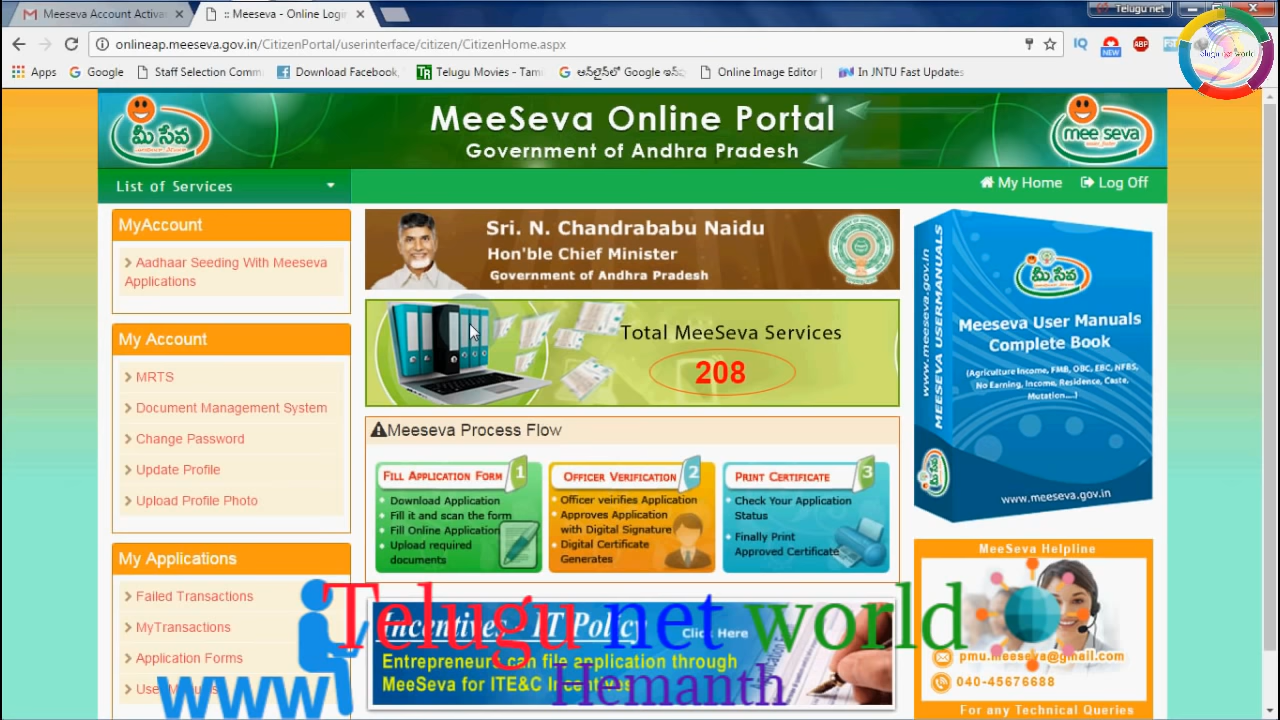 Meeseva Account Activa
:: Meeseva - Online Logi
Telugu net
onlineap.meeseva.gov.in/CitizenPortal/userinterface/citizen/CitizenHome.aspx
IQ
NEW
ABP
Apps
Google
Staff Selection Comm
Download Facebook,
TR
Telugu Movies - Tami
Online Image Editor |
In JNTU Fast Updates
మీ సేవ
MeeSeva Online Portal
Government of Andhra Pradesh
mee seva
List of Services
My Home
Log Off
MyAccount
Aadhaar Seeding With Meeseva
Applications
My Account
MRTS
Document Management System
Change Password
Update Profile
Upload Profile Photo
My Applications
Failed Transactions
MyTransactions
Application Forms
Sri. N. Chandrababu Naidu
Hon'ble Chief Minister
Government of Andhra Pradesh
Total MeeSeva Services
208
Meeseva Process Flow
FILL APPLICATION FORM 1
Download Application
Fill it and scan the form
Fill Online Application
Upload required
documents
OFFICER VERIFICATION 2
Officer veirifies Application
Approves Application
with Digital Signature
Digital Certificate
Generates
PRINT CERTIFICATE 3
Check Your Application
Status
Finally Print
Approved Certificate
Incentives - IT Policy
Click Here
Entrepreneurs can file application through
MeeSeva for ITE&C Incentives
www.meeseva.gov.in
MEESEVA USERMANUALS
మీ సేవ
Meeseva User Manuals
Complete Book
(Agriculture Income, FMB, OBC, EBC, NFBS,
No Earning, Income, Residence, Caste,
Mutation....)
www.meeseva.gov.in
MeeSeva Helpline
pmu.meeseva@gmail.com
040-45676688
For any Technical Queries
Telugu net world
www
Hemanth